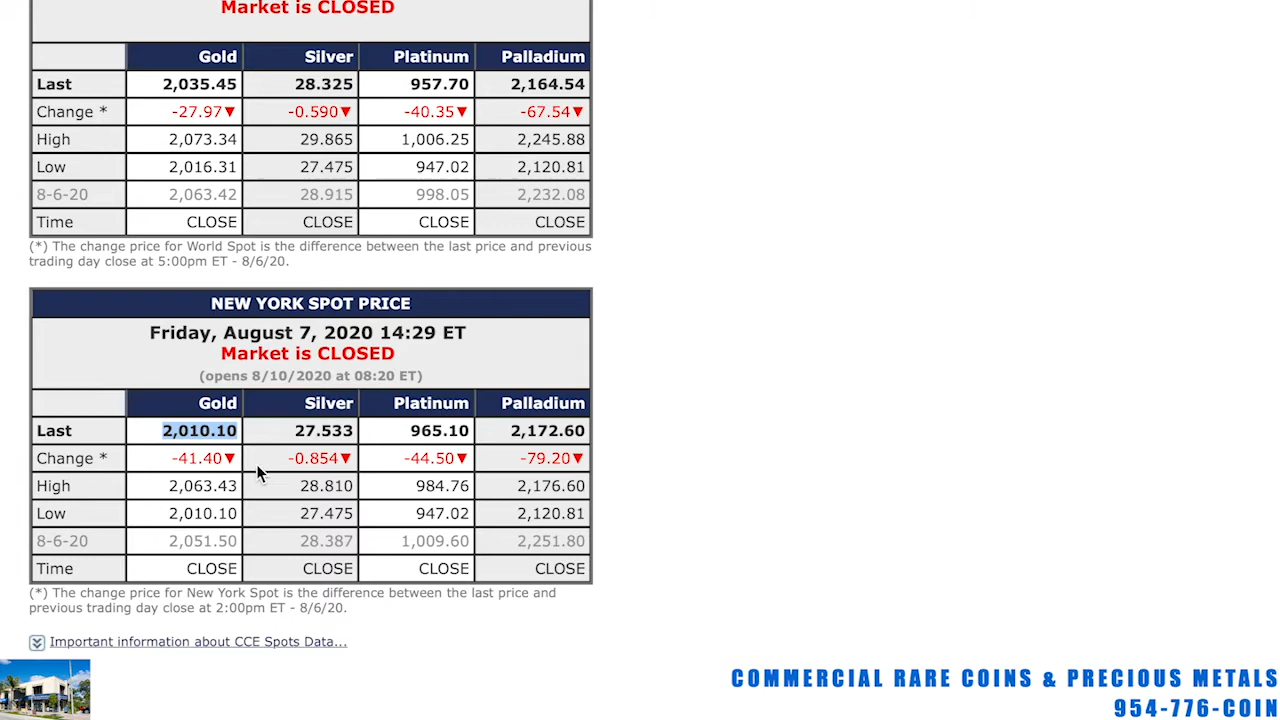 Market is CLOSED
Gold Silver Platinum Palladium
Last 2,035.45 28.325 957.70 2,164.54
Change * -27.97▼ -0.590▼ -40.35▼ -67.54▼
High 2,073.34 29.865 1,006.25 2,245.88
Low 2,016.31 27.475 947.02 2,120.81
8-6-20 2,063.42 28.915 998.05 2,232.08
Time CLOSE CLOSE CLOSE CLOSE
(*) The change price for World Spot is the difference between the last price and previous
trading day close at 5:00pm ET - 8/6/20.
NEW YORK SPOT PRICE
Friday, August 7, 2020 14:29 ET
Market is CLOSED
(opens 8/10/2020 at 08:20 ET)
Gold Silver Platinum Palladium
Last 2,010.10 27.533 965.10 2,172.60
Change * -41.40▼ -0.854▼ -44.50▼ -79.20▼
High 2,063.43 28.810 984.76 2,176.60
Low 2,010.10 27.475 947.02 2,120.81
8-6-20 2,051.50 28.387 1,009.60 2,251.80
Time CLOSE CLOSE CLOSE CLOSE
(*) The change price for New York Spot is the difference between the last price and
previous trading day close at 2:00pm ET - 8/6/20.
Important information about CCE Spots Data...
COMMERCIAL RARE COINS & PRECIOUS METALS
954-776-COIN